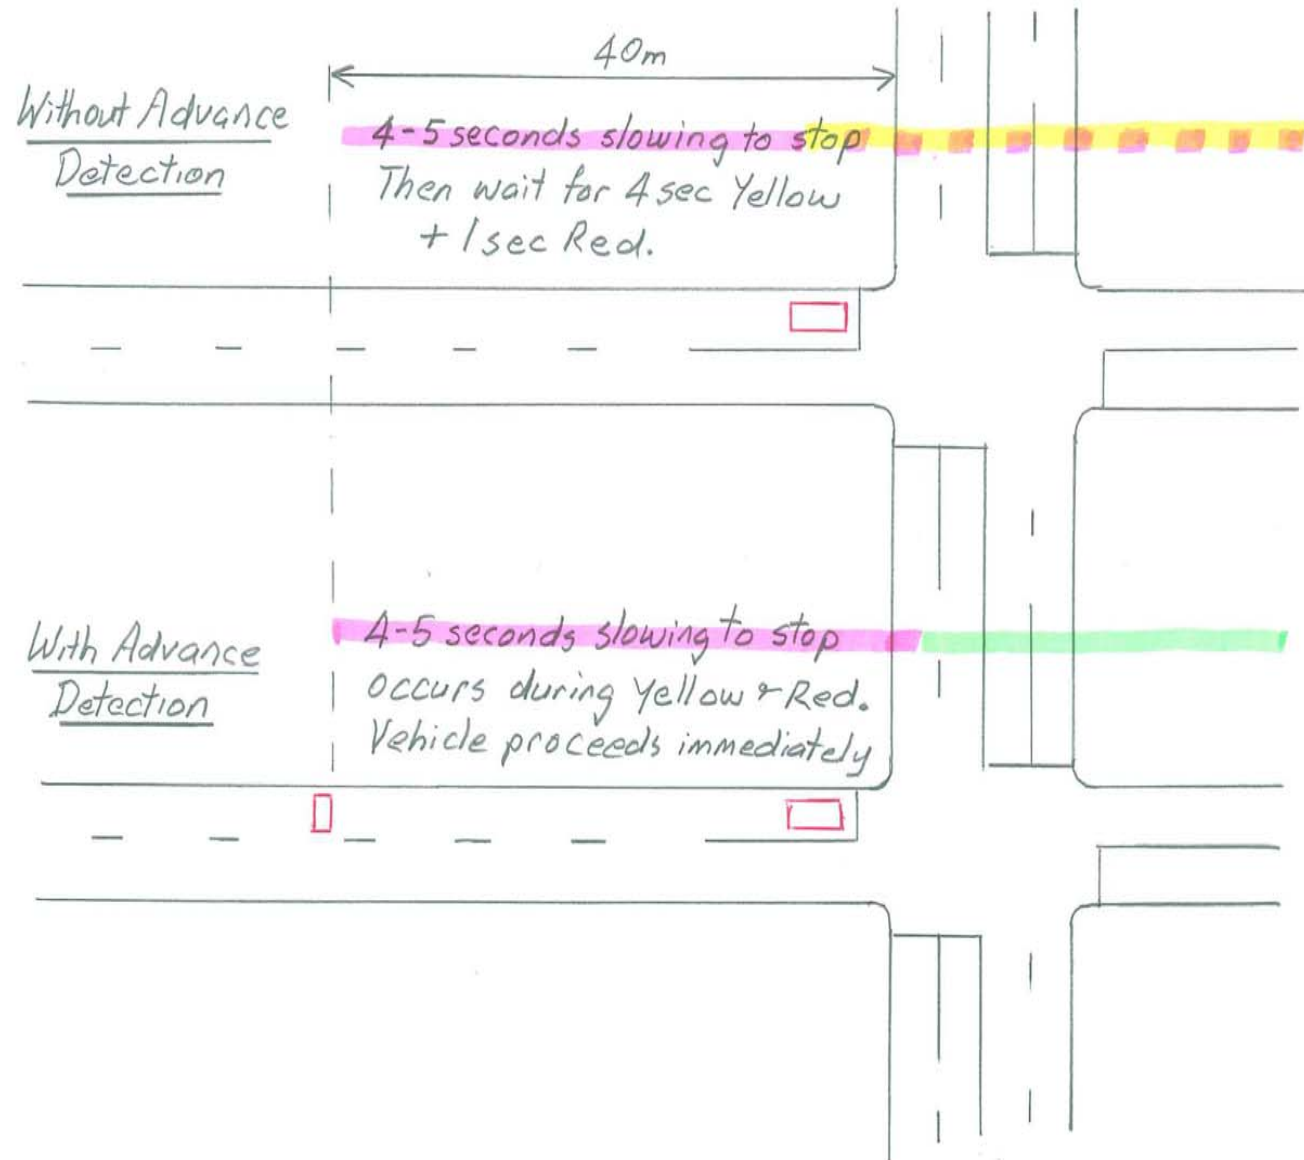 40m
Without Advance
Detection
4-5 seconds slowing to stop
Then wait for 4 sec Yellow
+ 1 sec Red.
With Advance
Detection
4-5 seconds slowing to stop
occurs during Yellow & Red.
Vehicle proceeds immediately